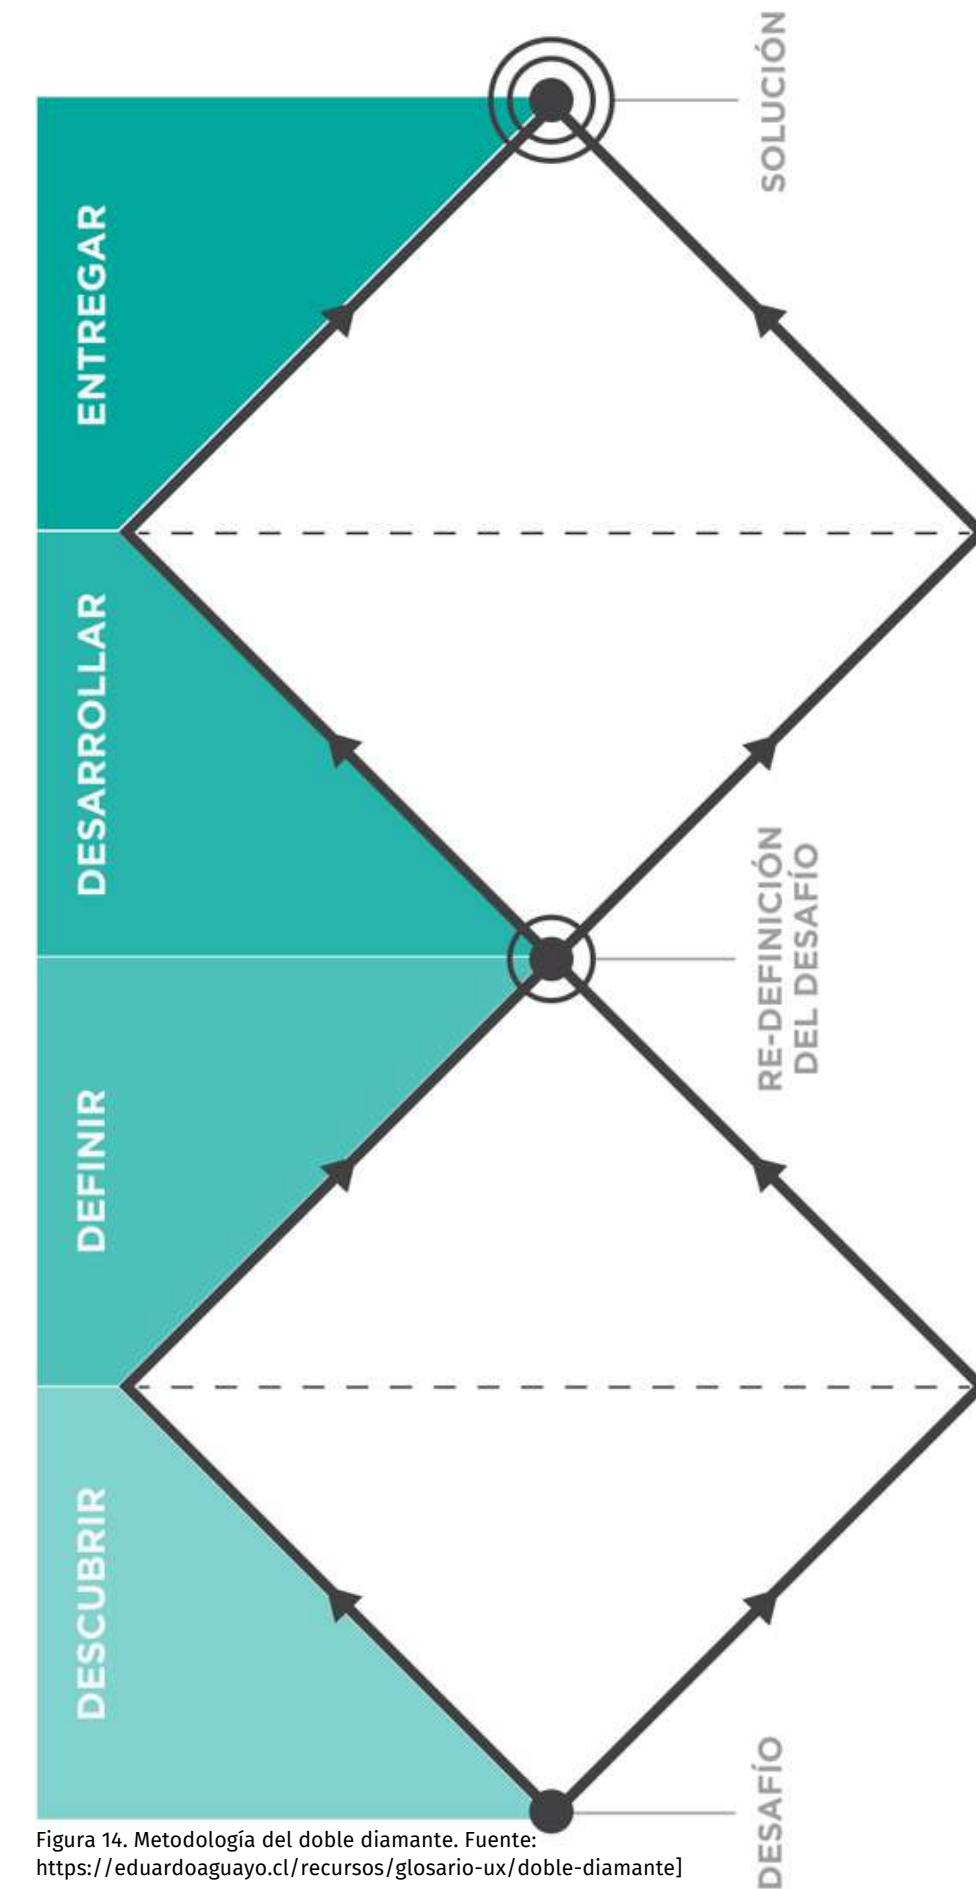 DESCUBRIR
DEFINIR
DESARROLLAR
ENTREGAR
DESAFÍO
RE-DEFINICIÓN
DEL DESAFÍO
SOLUCIÓN
Figura 14. Metodología del doble diamante. Fuente:
https://eduardoaguayo.cl/recursos/glosario-ux/doble-diamante]